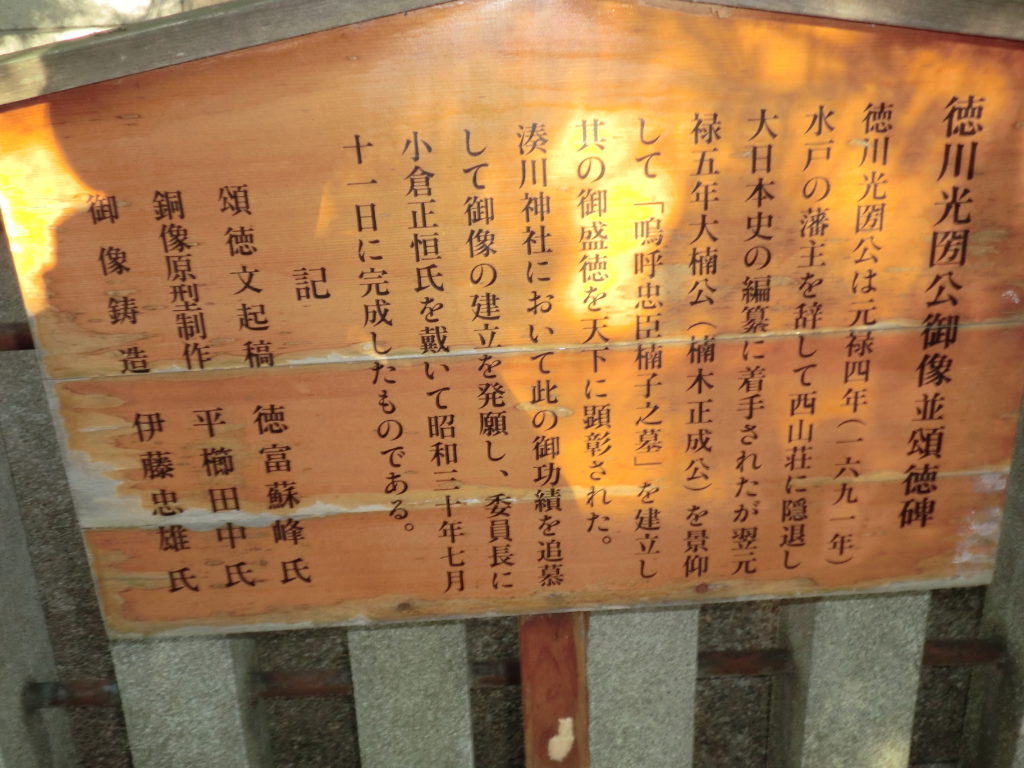 徳川光圀公御像並頌徳碑
徳川光圀公は元禄四年(一六九一年)
水戸の藩主を辞して西山荘に隠退し
大日本史の編纂に着手されたが翌元
禄五年大楠公(楠木正成公)を景仰
して「嗚呼忠臣楠子之墓」を建立し
其の御盛徳を天下に顕彰された。
湊川神社において此の御功績を追慕
して御像の建立を発願し、委員長に
小倉正恒氏を戴いて昭和三十年七月
十一日に完成したものである。
記
頌徳文起稿 徳富蘇峰氏
銅像原型制作 平櫛田中氏
御像鋳造 伊藤忠雄氏